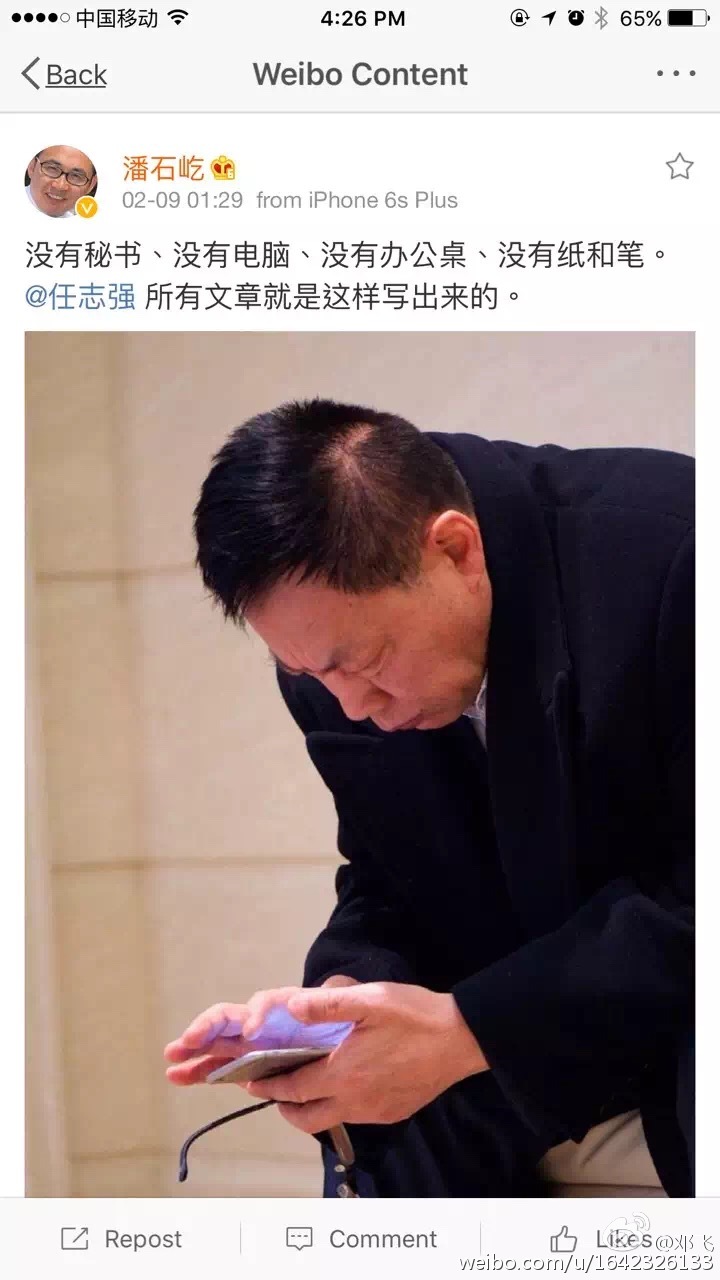 中国移动
4:26 PM
65%
Back
Weibo Content
潘石屹
02-09 01:29 from iPhone 6s Plus
没有秘书、没有电脑、没有办公桌、没有纸和笔。
@任志强 所有文章就是这样写出来的。
Repost
Comment
Likes
@邓飞
weibo.com/u/1642326133